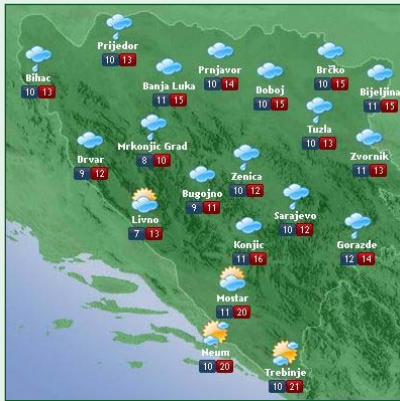 Prijedor
10 13
Bihac
10 13
Banja Luka
11 15
Prnjavor
10 14
Doboj
10 15
Brčko
10 15
Bijeljina
11 15
Mrkonjic Grad
8 10
Tuzla
10 13
Drvar
9 12
Zvornik
11 13
Zenica
10 12
Bugojno
9 11
Livno
7 13
Sarajevo
10 12
Konjic
11 16
Gorazde
12 14
Mostar
11 20
Neum
10 20
Trebinje
10 21